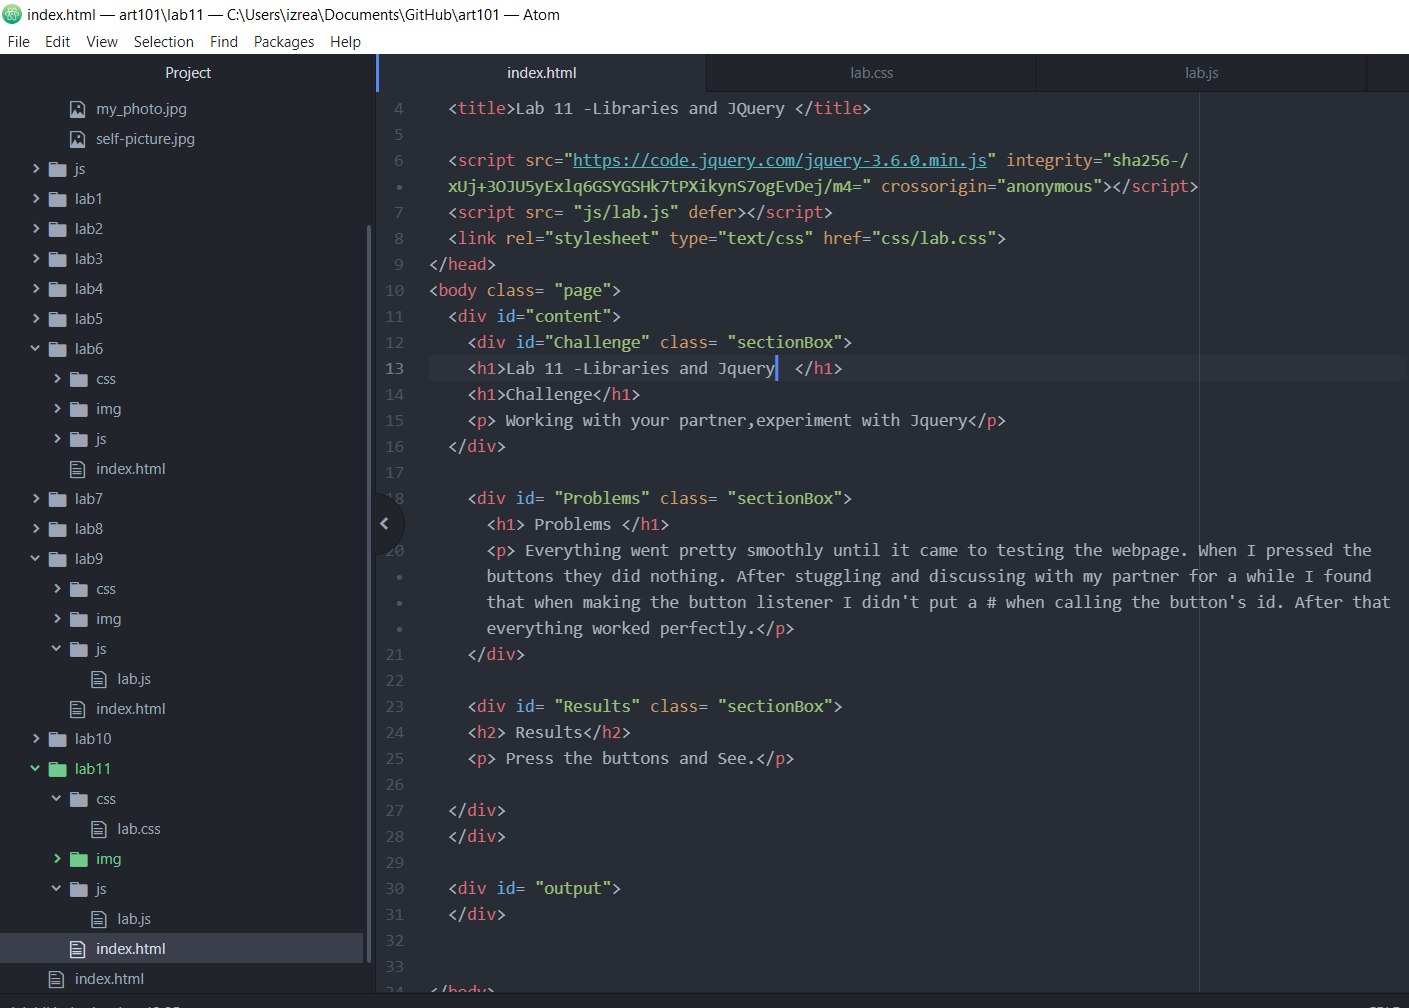 index.html — art101\lab11 — C:\Users\izrea\Documents\GitHub\art101 — Atom
File Edit View Selection Find Packages Help
Project
my_photo.jpg
self-picture.jpg
js
lab1
lab2
lab3
lab4
lab5
lab6
css
img
js
index.html
lab7
lab8
lab9
css
img
js
lab.js
index.html
lab10
lab11
css
lab.css
img
js
lab.js
index.html
index.html
index.html lab.css lab.js
4 <title>Lab 11 -Libraries and JQuery </title>
5
6 <script src="https://code.jquery.com/jquery-3.6.0.min.js" integrity="sha256-/
• xUj+3OJU5yExlq6GSYGSHk7tPXikynS7ogEvDej/m4=" crossorigin="anonymous"></script>
7 <script src= "js/lab.js" defer></script>
8 <link rel="stylesheet" type="text/css" href="css/lab.css">
9 </head>
10 <body class= "page">
11 <div id="content">
12 <div id="Challenge" class= "sectionBox">
13 <h1>Lab 11 -Libraries and Jquery  </h1>
14 <h1>Challenge</h1>
15 <p> Working with your partner,experiment with Jquery</p>
16 </div>
17
18 <div id= "Problems" class= "sectionBox">
<h1> Problems </h1>
20 <p> Everything went pretty smoothly until it came to testing the webpage. When I pressed the
• buttons they did nothing. After stuggling and discussing with my partner for a while I found
• that when making the button listener I didn't put a # when calling the button's id. After that
• everything worked perfectly.</p>
21 </div>
22
23 <div id= "Results" class= "sectionBox">
24 <h2> Results</h2>
25 <p> Press the buttons and See.</p>
26
27 </div>
28 </div>
29
30 <div id= "output">
31 </div>
32
33
34 </body>